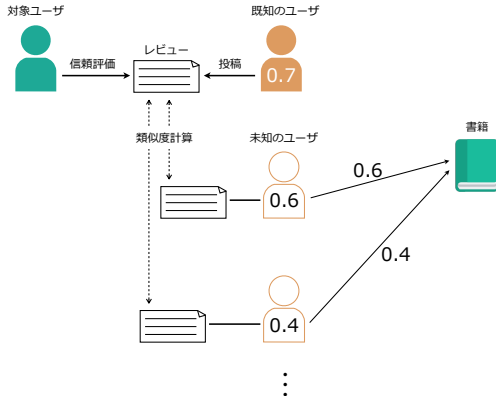 対象ユーザ
既知のユーザ
レビュー
信頼評価
投稿
0.7
類似度計算
未知のユーザ
書籍
0.6
0.6
0.4
0.4
⋮